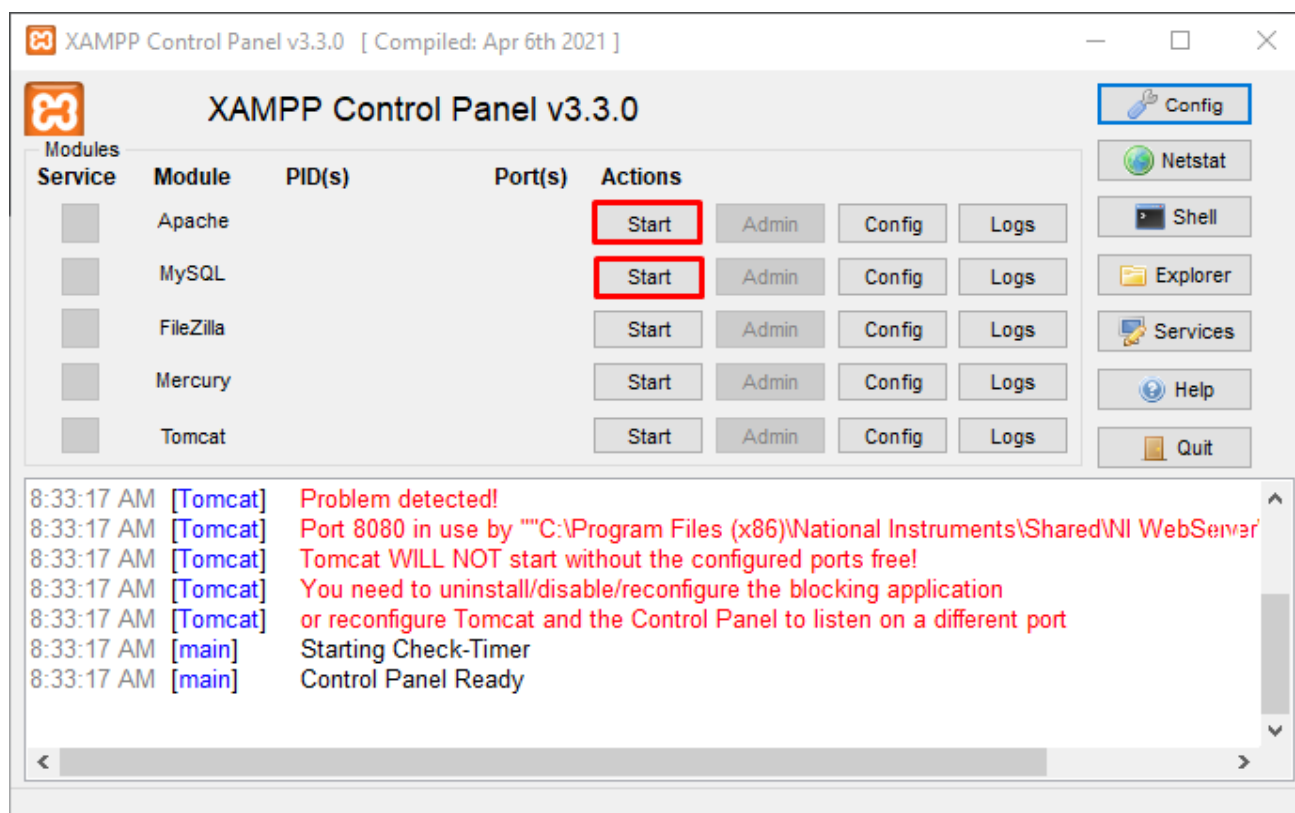 XAMPP Control Panel v3.3.0 [ Compiled: Apr 6th 2021 ]
XAMPP Control Panel v3.3.0
Config
Modules
Netstat
Service Module PID(s) Port(s) Actions
Apache Start Admin Config Logs
Shell
MySQL Start Admin Config Logs
Explorer
FileZilla Start Admin Config Logs
Services
Mercury Start Admin Config Logs
Help
Tomcat Start Admin Config Logs
Quit
8:33:17 AM [Tomcat] Problem detected!
8:33:17 AM [Tomcat] Port 8080 in use by ""C:\Program Files (x86)\National Instruments\Shared\NI WebServer\
8:33:17 AM [Tomcat] Tomcat WILL NOT start without the configured ports free!
8:33:17 AM [Tomcat] You need to uninstall/disable/reconfigure the blocking application
8:33:17 AM [Tomcat] or reconfigure Tomcat and the Control Panel to listen on a different port
8:33:17 AM [main] Starting Check-Timer
8:33:17 AM [main] Control Panel Ready